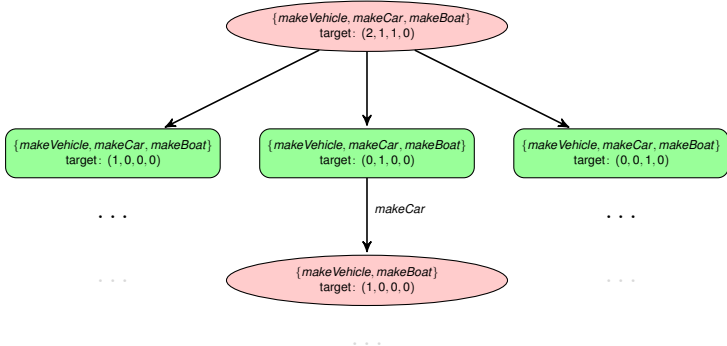 {makeVehicle, makeCar, makeBoat}
target: (2, 1, 1, 0)
{makeVehicle, makeCar, makeBoat}
target: (1, 0, 0, 0)
{makeVehicle, makeCar, makeBoat}
target: (0, 1, 0, 0)
{makeVehicle, makeCar, makeBoat}
target: (0, 0, 1, 0)
...
makeCar
...
...
{makeVehicle, makeBoat}
target: (1, 0, 0, 0)
...
...